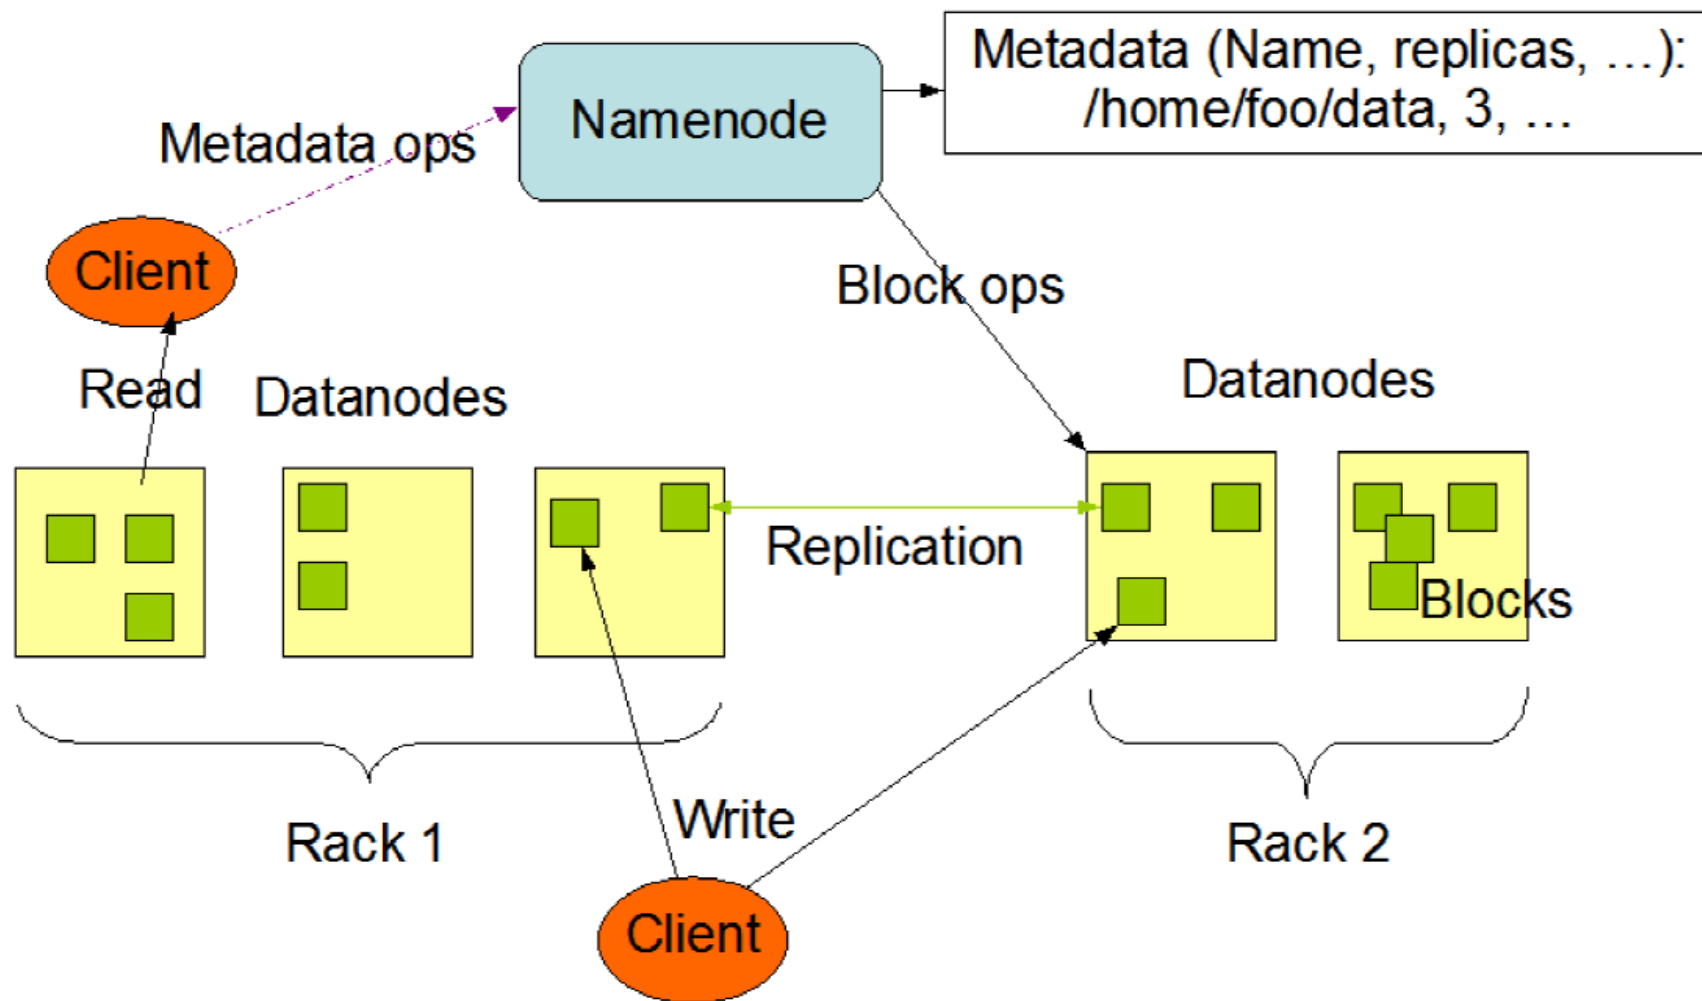 Metadata (Name, replicas, …):
/home/foo/data, 3, …
Namenode
Metadata ops
Client
Block ops
Read
Datanodes
Datanodes
Replication
Blocks
Rack 1
Write
Rack 2
Client